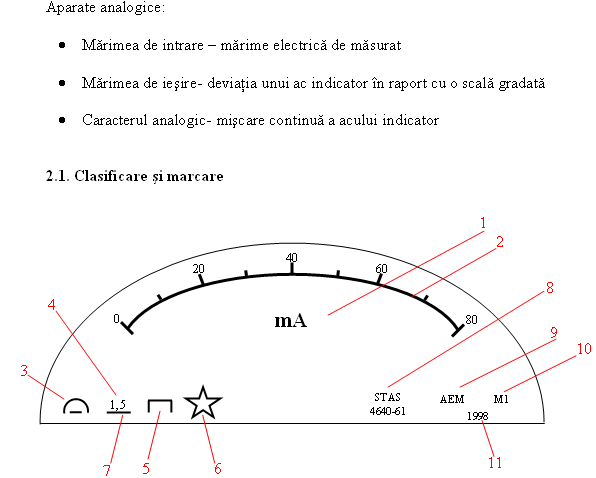 Aparate analogice:
• Mărimea de intrare – mărime electrică de măsurat
• Mărimea de ieşire- deviația unui ac indicator în raport cu o scală gradată
• Caracterul analogic- mişcare continuă a acului indicator
2.1. Clasificare și marcare
1
2
40
20
60
8
4
0
mA
80
9
10
3
1,5
STAS
4640-61
AEM
M1
1998
7
5
6
11